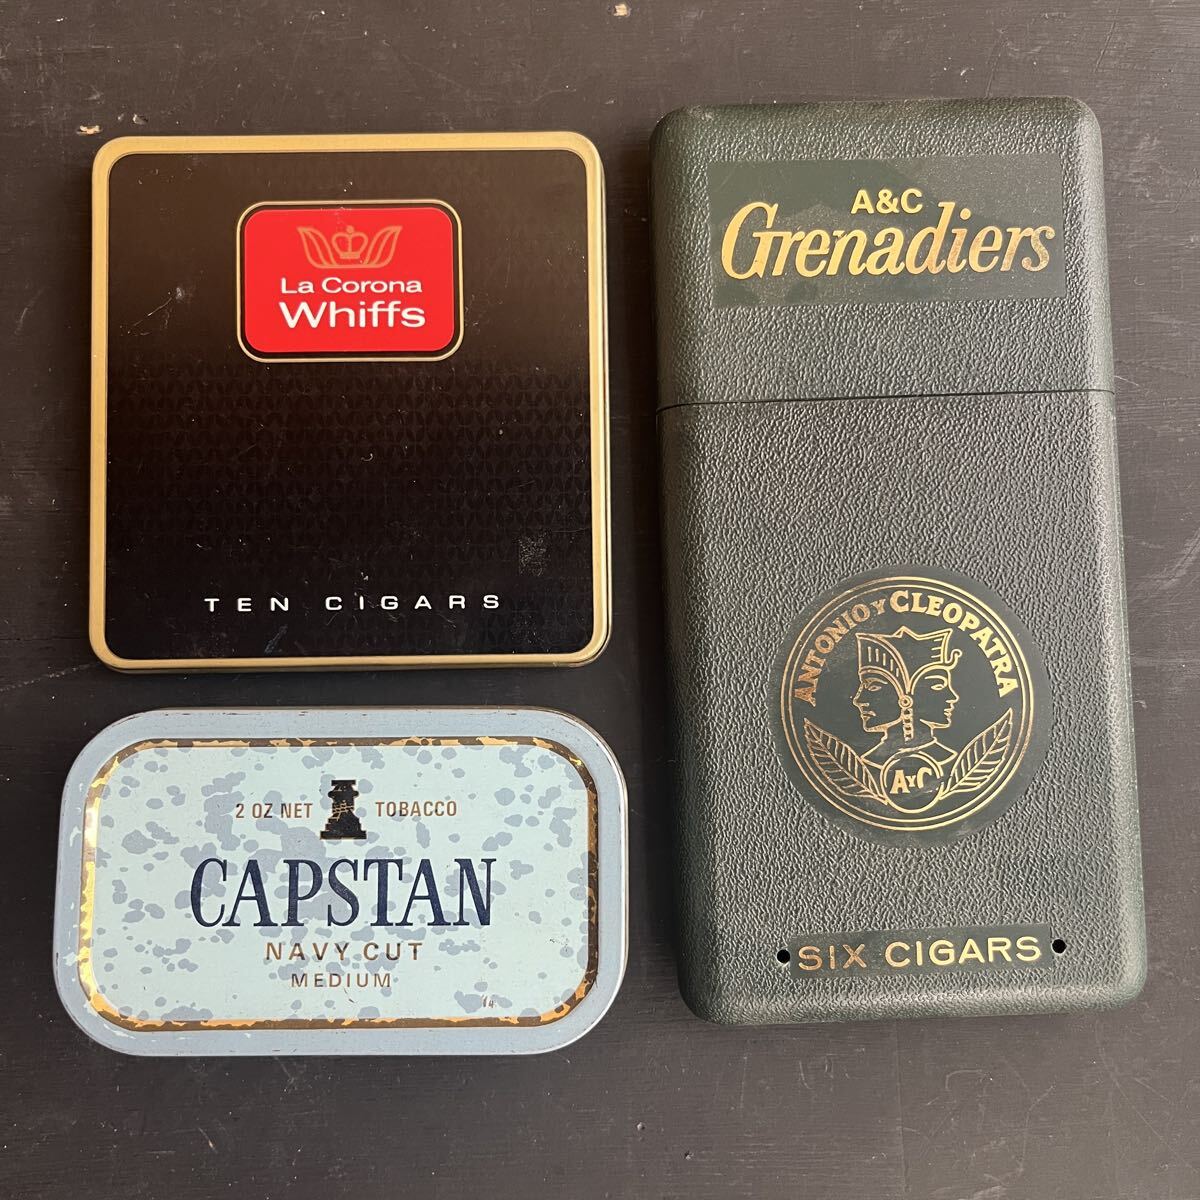 La Corona
Whiffs
TEN CIGARS
A&C
Grenadiers
ANTONIO Y CLEOPATRA
AYC
SIX CIGARS
2 OZ NET TOBACCO
CAPSTAN
NAVY CUT
MEDIUM